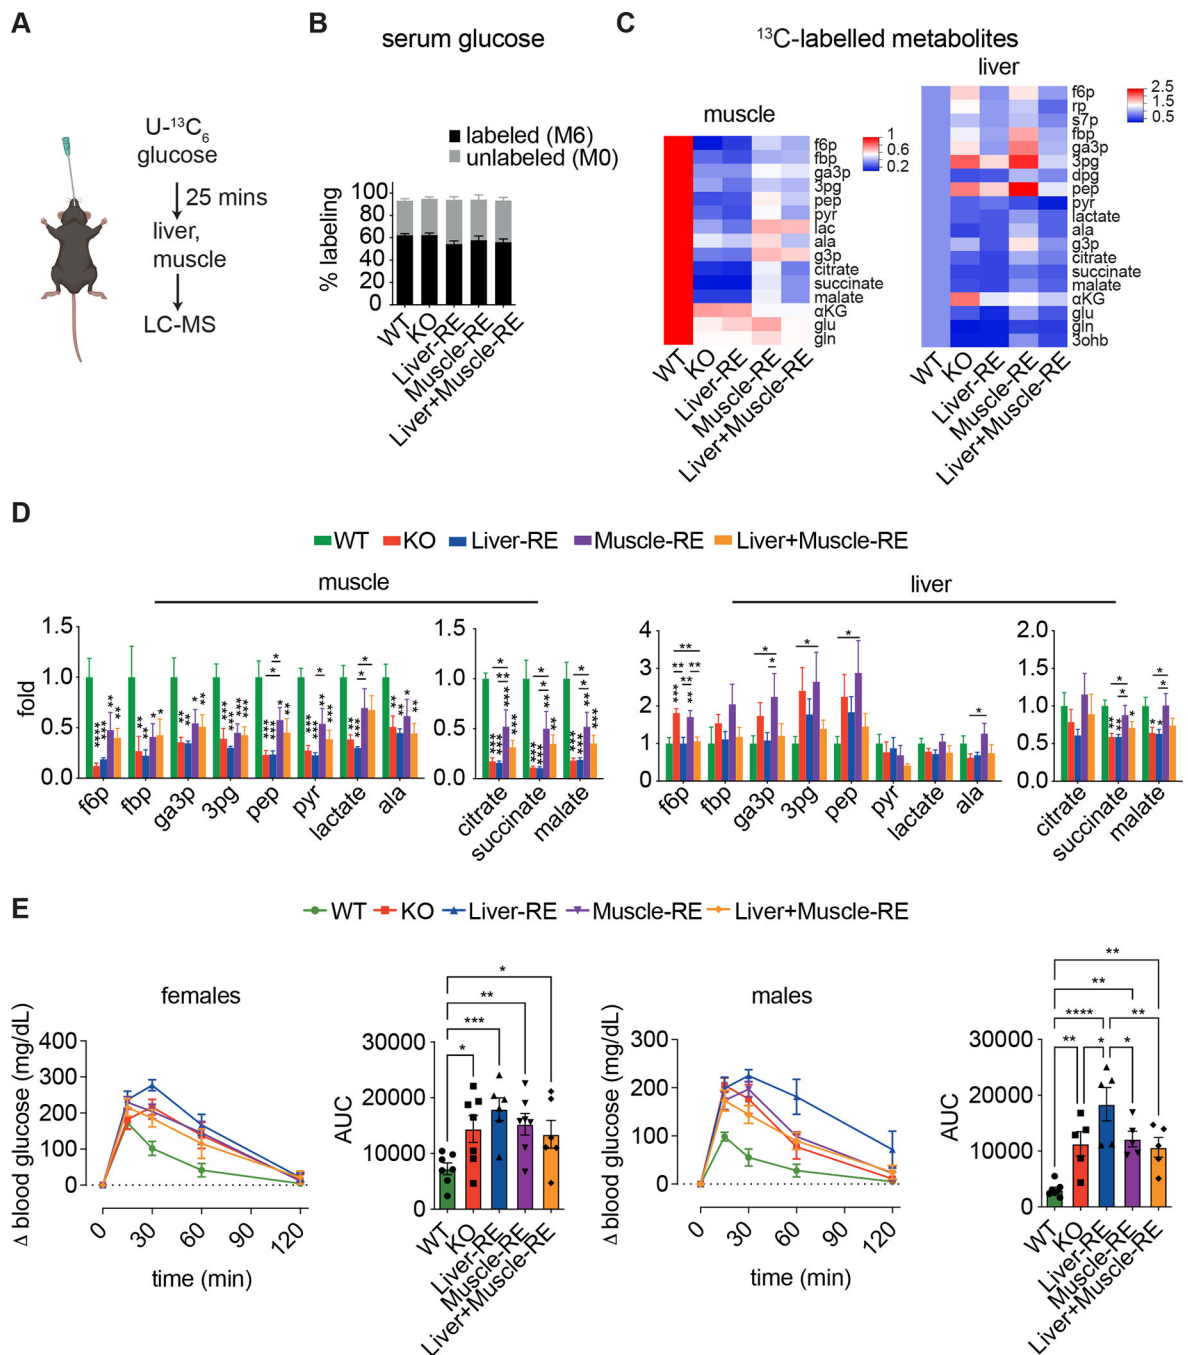 A
U-¹³C₆
glucose
25 mins
liver,
muscle
LC-MS
B
serum glucose
labeled (M6)
unlabeled (M0)
% labeling
100
80
60
40
20
0
WT
KO
Liver-RE
Muscle-RE
Liver+Muscle-RE
C
¹³C-labelled metabolites
muscle
1
0.6
0.2
f6p
fbp
ga3p
3pg
pep
pyr
lac
ala
g3p
citrate
succinate
malate
αKG
glu
gln
WT
KO
Liver-RE
Muscle-RE
Liver+Muscle-RE
liver
2.5
1.5
0.5
f6p
rp
s7p
fbp
ga3p
3pg
dpg
pep
pyr
lactate
ala
g3p
citrate
succinate
malate
αKG
glu
gln
3ohb
WT
KO
Liver-RE
Muscle-RE
Liver+Muscle-RE
D
WT KO Liver-RE Muscle-RE Liver+Muscle-RE
muscle
fold
1.5
1.0
0.5
0.0
f6p
fbp
ga3p
3pg
pep
pyr
lactate
ala
1.5
1.0
0.5
0.0
citrate
succinate
malate
liver
4
3
2
1
0
f6p
fbp
ga3p
3pg
pep
pyr
lactate
ala
2.0
1.5
1.0
0.5
0.0
citrate
succinate
malate
E
WT KO Liver-RE Muscle-RE Liver+Muscle-RE
females
Δ blood glucose (mg/dL)
400
300
200
100
0
0 30 60 90 120
time (min)
AUC
30000
20000
10000
0
*
**
***
*
WT
KO
Liver-RE
Muscle-RE
Liver+Muscle-RE
males
Δ blood glucose (mg/dL)
300
200
100
0
0 30 60 90 120
time (min)
AUC
30000
20000
10000
0
**
**
**** **
** * *
WT
KO
Liver-RE
Muscle-RE
Liver+Muscle-RE